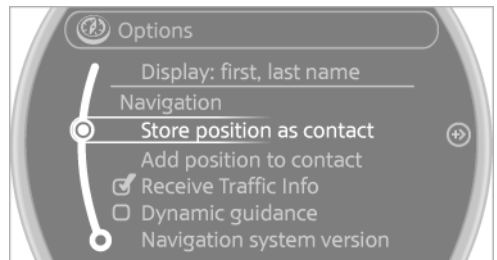 Options
Display: first, last name
Navigation
Store position as contact
Add position to contact
Receive Traffic Info
Dynamic guidance
Navigation system version